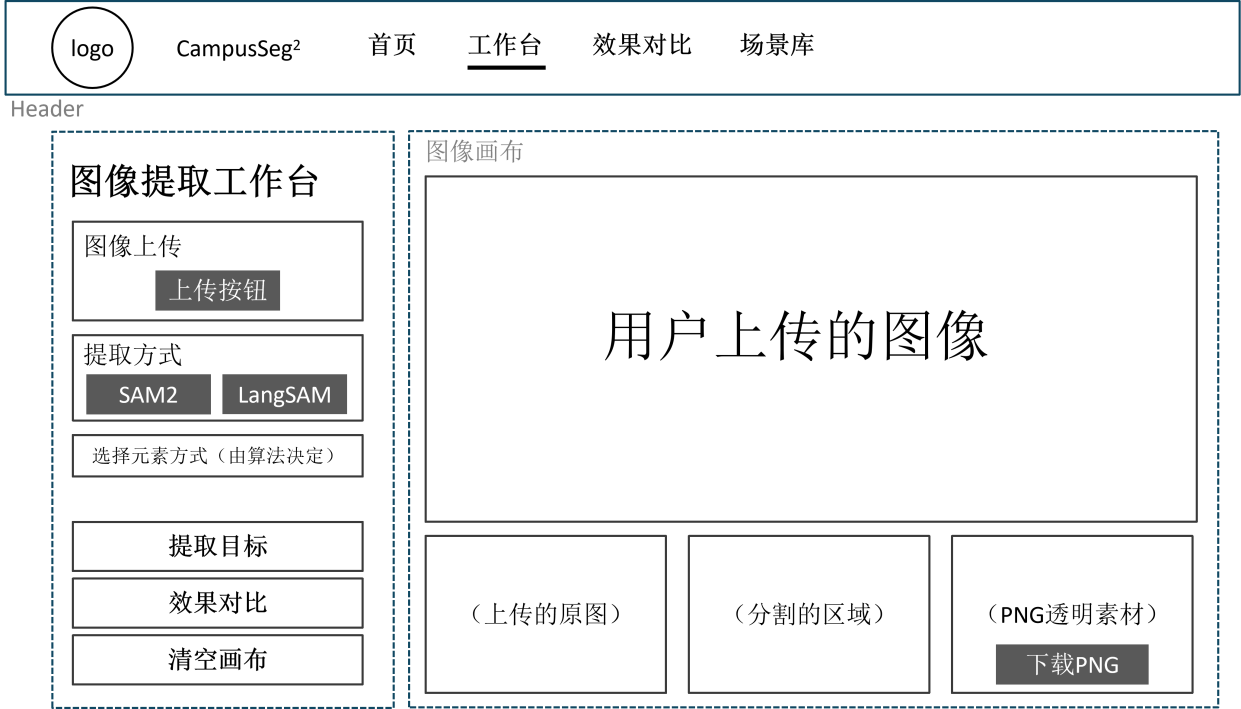 logo
CampusSeg²
首页
工作台
效果对比
场景库
Header
图像提取工作台
图像上传
上传按钮
提取方式
SAM2
LangSAM
选择元素方式（由算法决定）
提取目标
效果对比
清空画布
图像画布
用户上传的图像
（上传的原图）
（分割的区域）
（PNG透明素材）
下载PNG